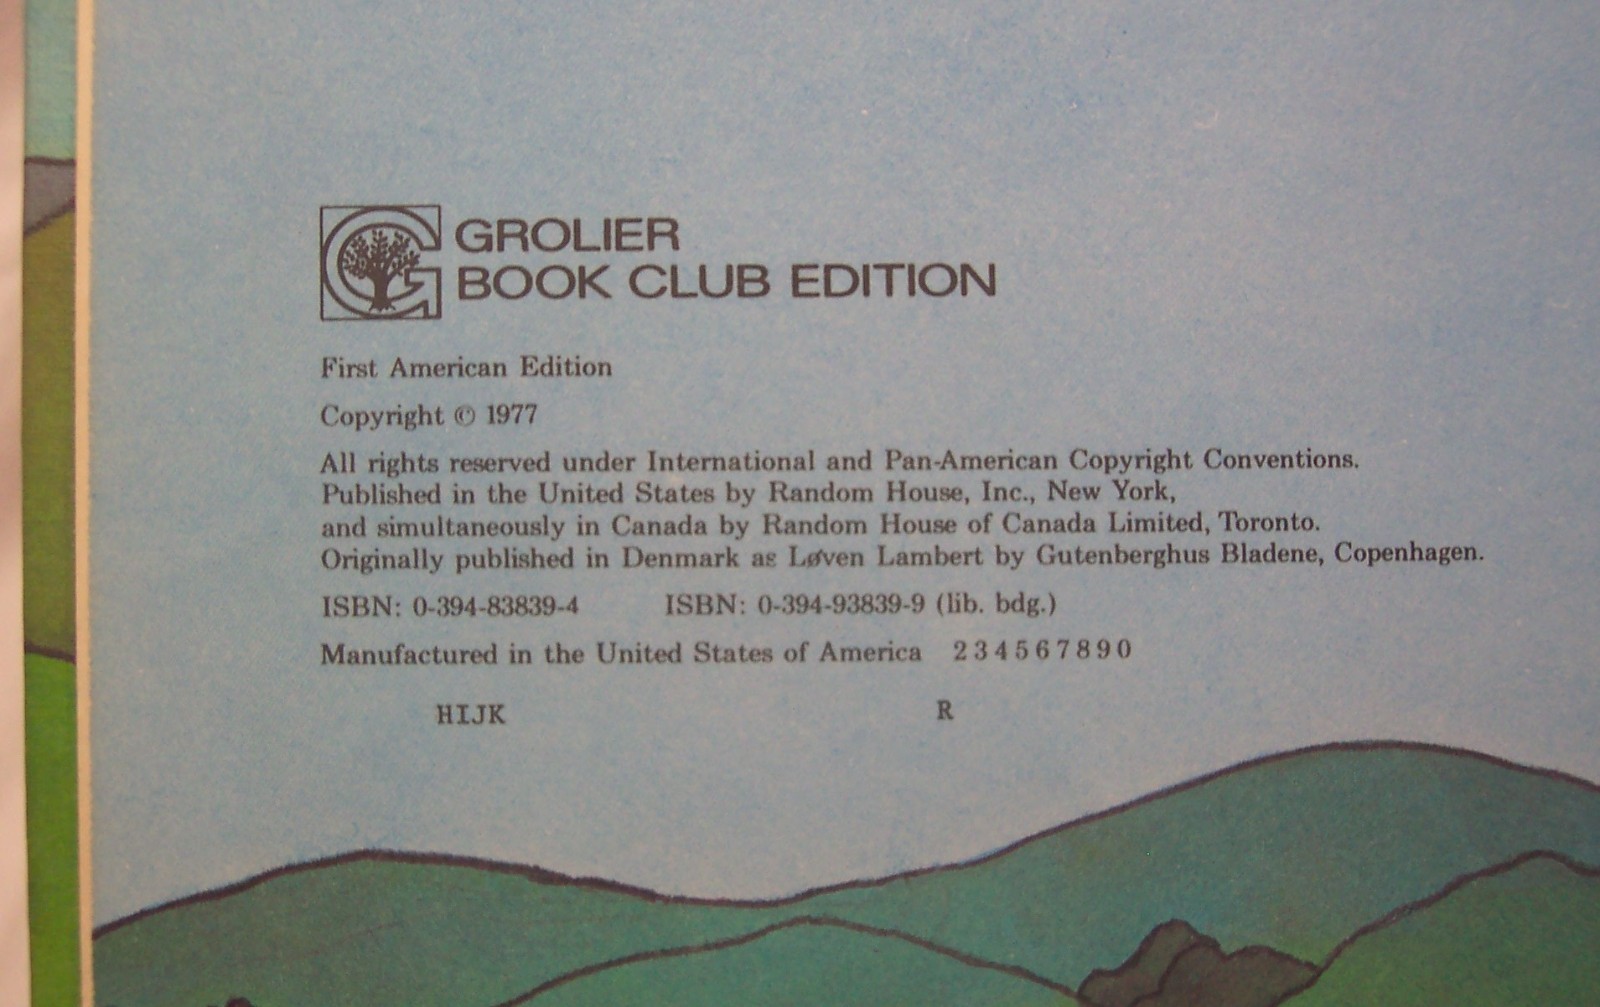 GROLIER
BOOK CLUB EDITION
First American Edition
Copyright © 1977
All rights reserved under International and Pan-American Copyright Conventions.
Published in the United States by Random House, Inc., New York,
and simultaneously in Canada by Random House of Canada Limited, Toronto.
Originally published in Denmark as Løven Lambert by Gutenberghus Bladene, Copenhagen.
ISBN: 0-394-83839-4 ISBN: 0-394-93839-9 (lib. bdg.)
Manufactured in the United States of America 2 3 4 5 6 7 8 9 0
HIJK R